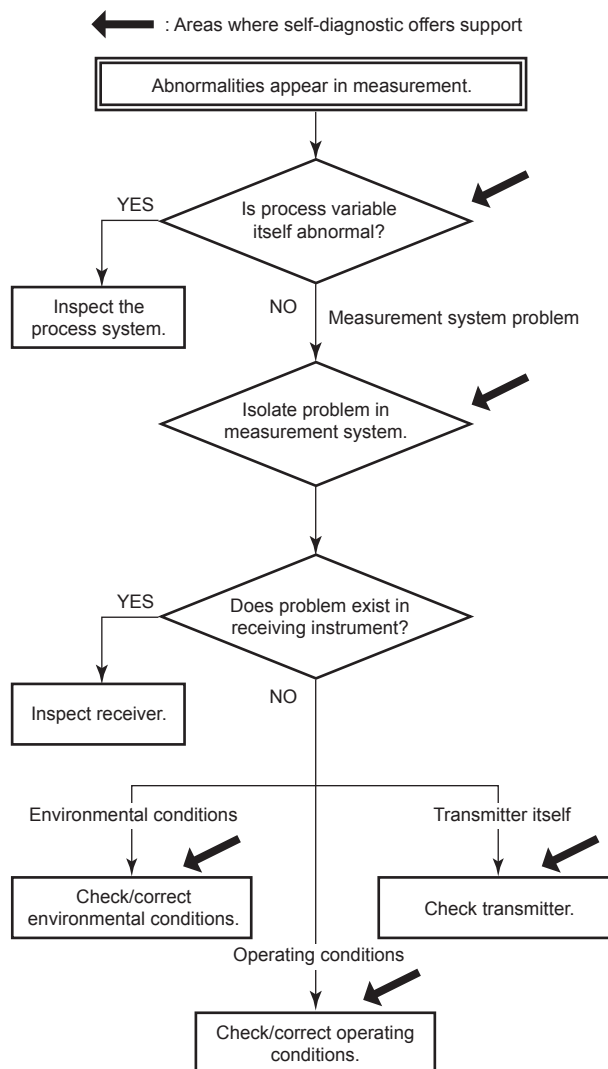 : Areas where self-diagnostic offers support
Abnormalities appear in measurement.
YES
Is process variable
itself abnormal?
Inspect the
process system.
NO
Measurement system problem
Isolate problem in
measurement system.
YES
Does problem exist in
receiving instrument?
NO
Inspect receiver.
Environmental conditions
Transmitter itself
Check/correct
environmental conditions.
Check transmitter.
Operating conditions
Check/correct operating
conditions.